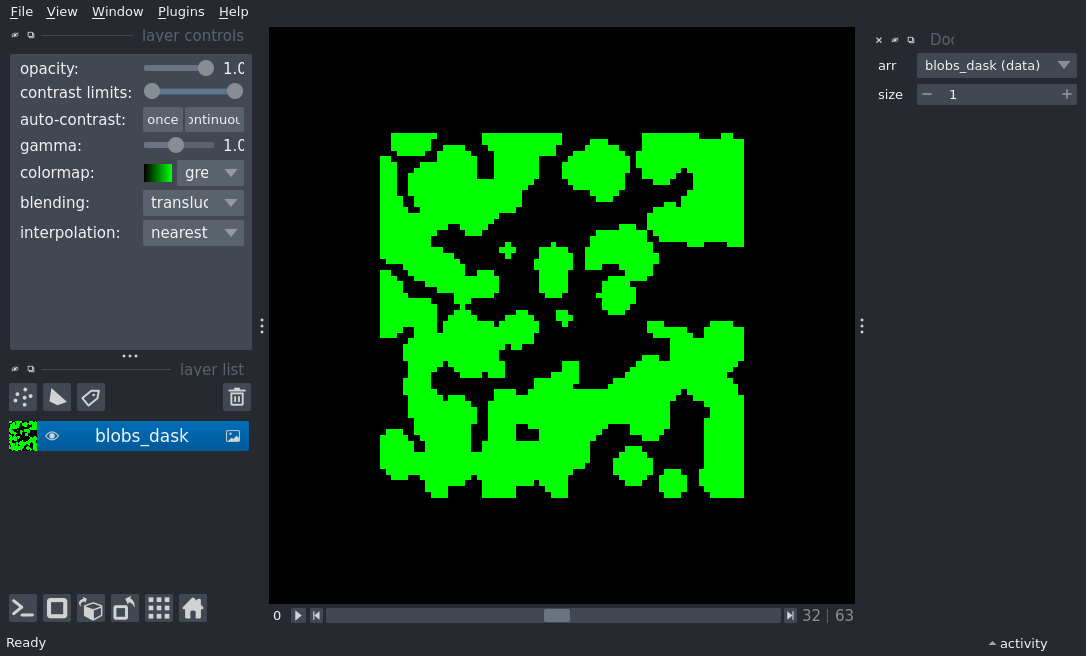 File View Window Plugins Help
layer controls
opacity: 1.0
contrast limits:
auto-contrast: once ontinuou
gamma: 1.0
colormap: gre
blending: transluc
interpolation: nearest
layer list
blobs_dask
0 32 | 63
Ready
Doc
arr blobs_dask (data)
size 1
activity